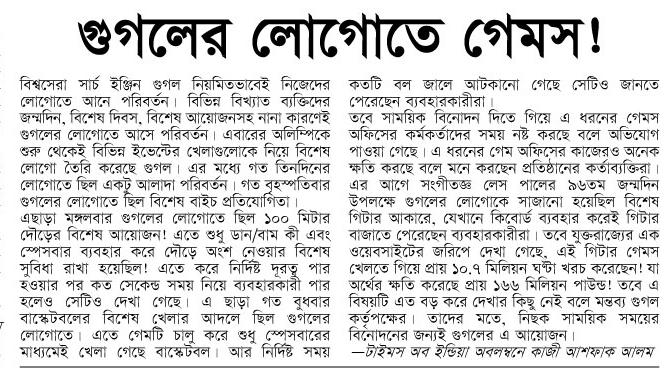 গুগলের লোগোতে গেমস!
বিশ্বসেরা সার্চ ইঞ্জিন গুগল নিয়মিতভাবেই নিজেদের
লোগোতে আনে পরিবর্তন। বিভিন্ন বিখ্যাত ব্যক্তিদের
জন্মদিন, বিশেষ দিবস, বিশেষ আয়োজনসহ নানা কারণেই
গুগলের লোগোতে আসে পরিবর্তন। এবারের অলিম্পিকে
শুরু থেকেই বিভিন্ন ইভেন্টের খেলাগুলোকে নিয়ে বিশেষ
লোগো তৈরি করেছে গুগল। এর মধ্যে গত তিনদিনের
লোগোতে ছিল একটু আলাদা পরিবর্তন। গত বৃহস্পতিবার
গুগলের লোগোতে ছিল বিশেষ বাইচ প্রতিযোগিতা।
এছাড়া মঙ্গলবার গুগলের লোগোতে ছিল ১০০ মিটার
দৌড়ের বিশেষ আয়োজন! এতে শুধু ডান/বাম কী এবং
স্পেসবার ব্যবহার করে দৌড়ে অংশ নেওয়ার বিশেষ
সুবিধা রাখা হয়েছিল! এতে করে নির্দিষ্ট দূরত্ব পার
হওয়ার পর কত সেকেন্ড সময় নিয়ে ব্যবহারকারী পার
হলেও সেটিও দেখা গেছে। এ ছাড়া গত বুধবার
বাস্কেটবলের বিশেষ খেলার আদলে ছিল গুগলের
লোগোতে। এতে গেমটি চালু করে শুধু স্পেসবারের
মাধ্যমেই খেলা গেছে বাস্কেটবল। আর নির্দিষ্ট সময়
কতটি বল জালে আটকানো গেছে সেটিও জানতে
পেরেছেন ব্যবহারকারীরা।
তবে সাময়িক বিনোদন দিতে গিয়ে এ ধরনের গেমস
অফিসের কর্মকর্তাদের সময় নষ্ট করছে বলে অভিযোগ
পাওয়া গেছে। এ ধরনের গেম অফিসের কাজেরও অনেক
ক্ষতি করছে বলে মনে করছেন প্রতিষ্ঠানের কর্তাব্যক্তিরা।
এর আগে সংগীতজ্ঞ লেস পালের ৯৬তম জন্মদিন
উপলক্ষে গুগলের লোগোকে সাজানো হয়েছিল বিশেষ
গিটার আকারে, যেখানে কিবোর্ড ব্যবহার করেই গিটার
বাজাতে পেরেছেন ব্যবহারকারীরা। তবে যুক্তরাজ্যের এক
ওয়েবসাইটের জরিপে দেখা গেছে, এই গিটার গেমস
খেলতে গিয়ে প্রায় ১০.৭ মিলিয়ন ঘণ্টা খরচ করেছেন! যা
অর্থের ক্ষতি করেছে প্রায় ১৬৬ মিলিয়ন পাউন্ড! তবে এ
বিষয়টি এত বড় করে দেখার কিছু নেই বলে মন্তব্য গুগল
কর্তৃপক্ষের। তাদের মতে, নিছক সাময়িক সময়ের
বিনোদনের জন্যই গুগলের এ আয়োজন।
—টাইমস অব ইন্ডিয়া অবলম্বনে কাজী আশফাক আলম